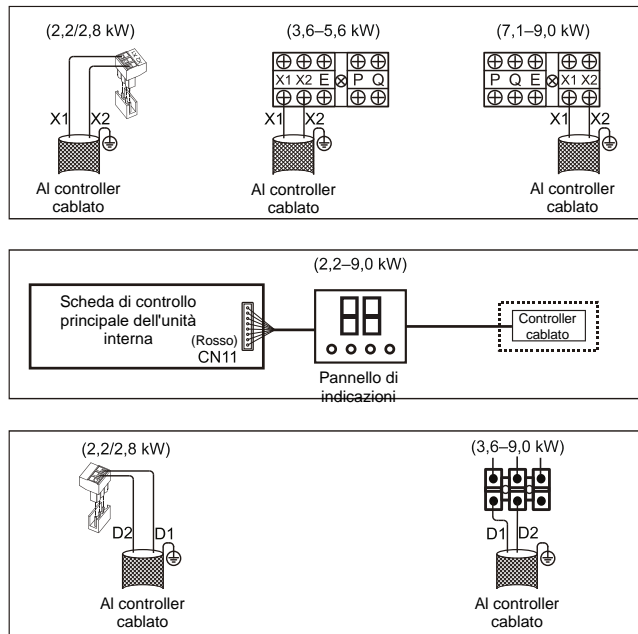 (2,2/2,8 kW)
(3,6–5,6 kW)
(7,1–9,0 kW)
X1 X2 E P Q
P Q E X1 X2
X1 X2
X1 X2
X1 X2
Al controller
cablato
Al controller
cablato
Al controller
cablato
(2,2–9,0 kW)
Scheda di controllo
principale dell'unità
interna
(Rosso)
CN11
Pannello di
indicazioni
Controller
cablato
(2,2/2,8 kW)
(3,6–9,0 kW)
D2 D1
D1 D2
Al controller
cablato
Al controller
cablato